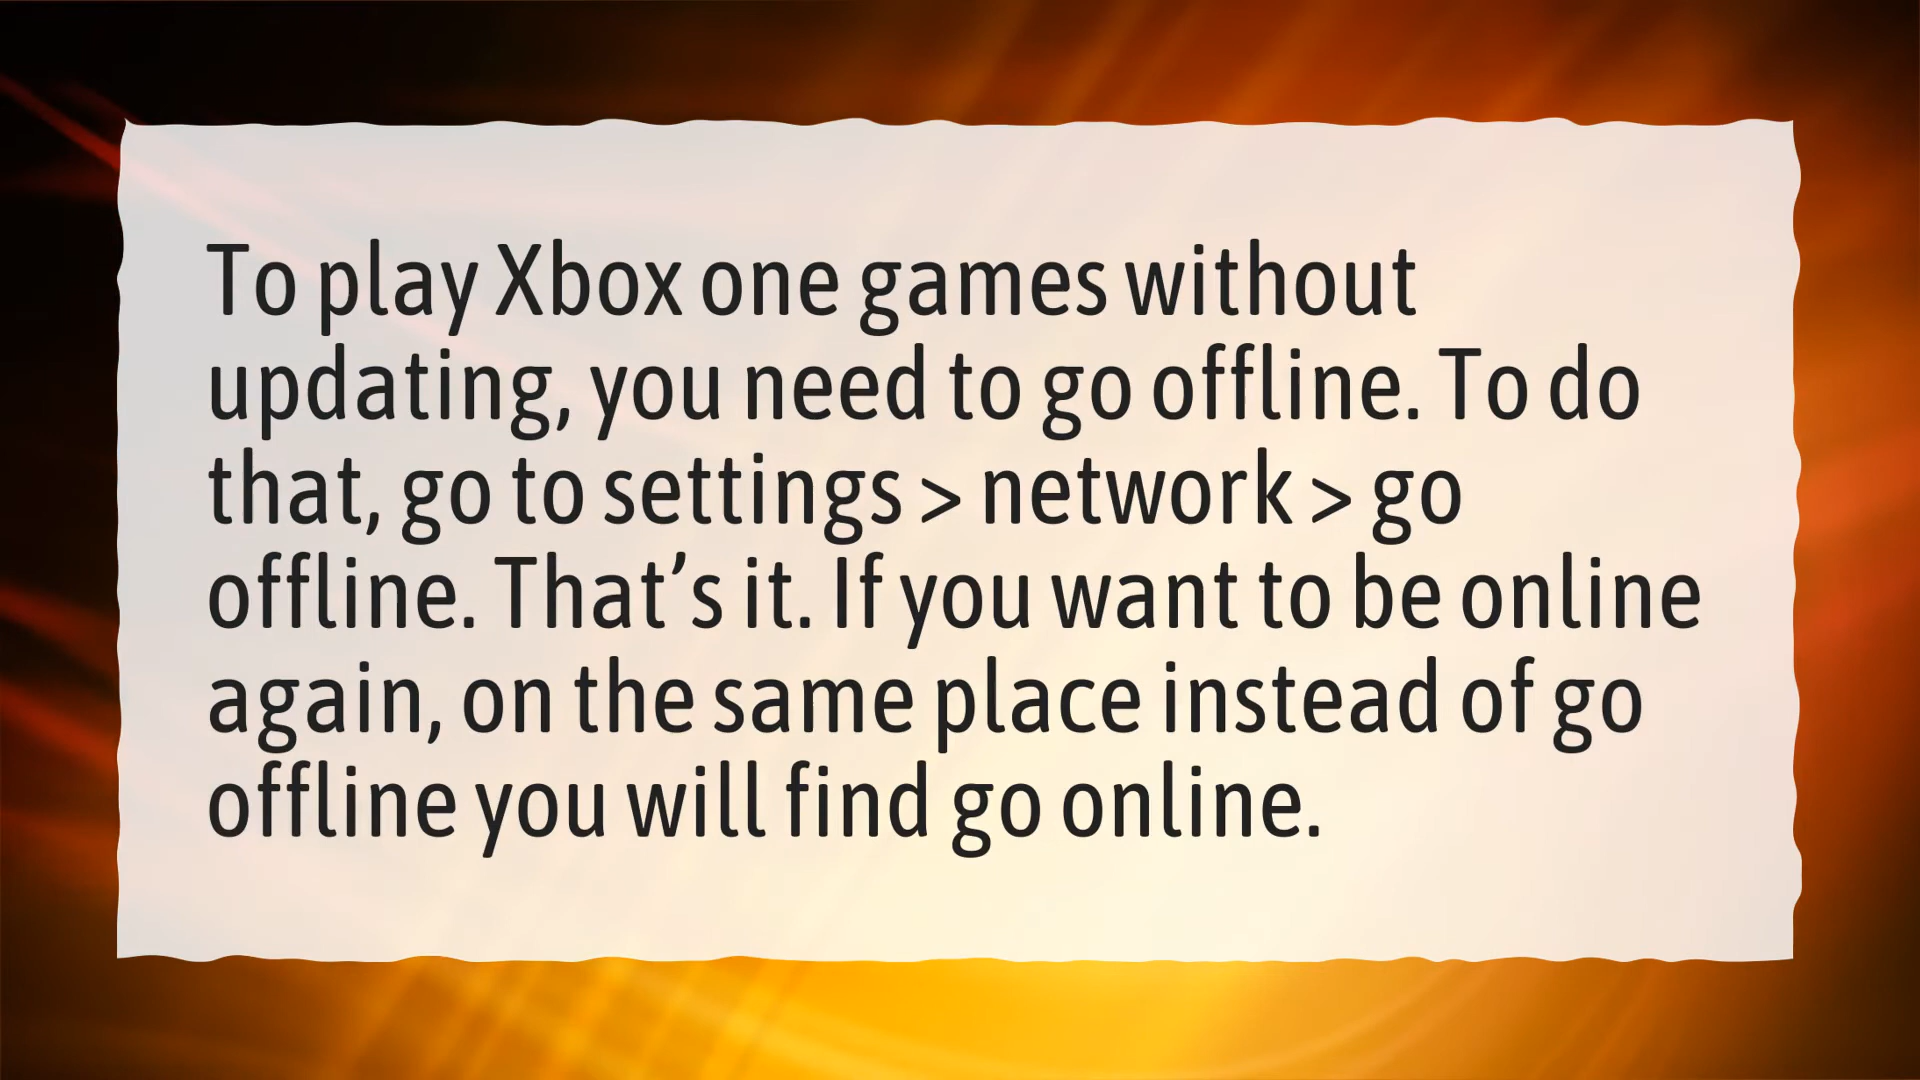 To play Xbox one games without
updating, you need to go offline. To do
that, go to settings > network > go
offline. That’s it. If you want to be online
again, on the same place instead of go
offline you will find go online.